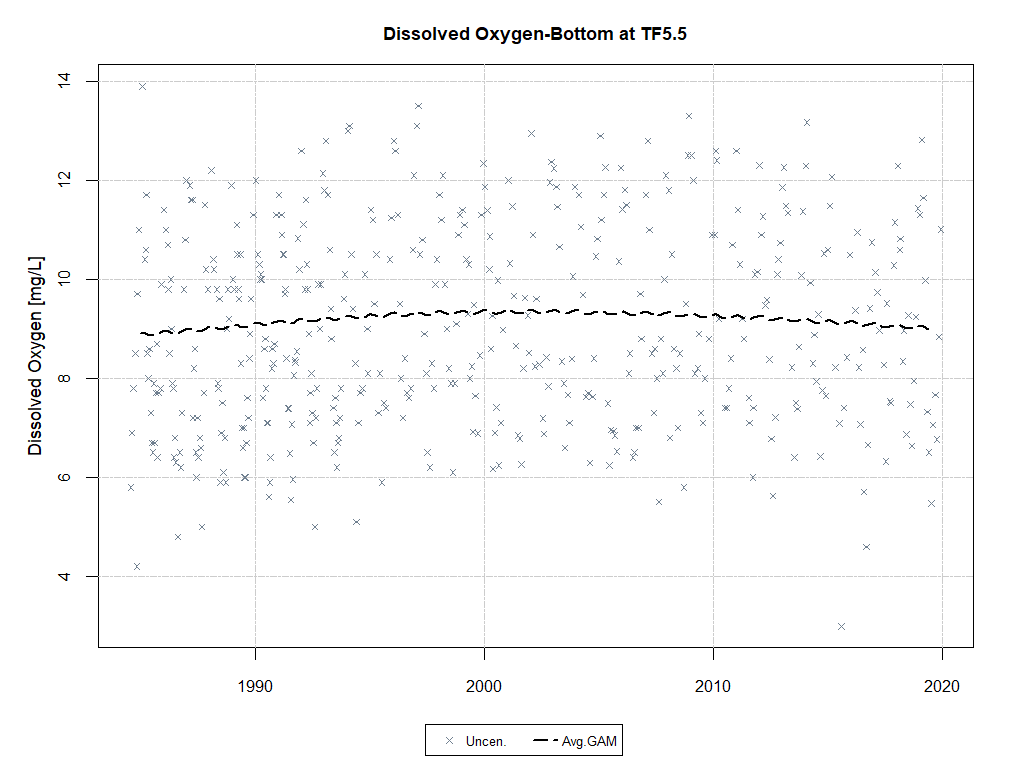 Dissolved Oxygen-Bottom at TF5.5
Dissolved Oxygen [mg/L]
14
12
10
8
6
4
1990 2000 2010 2020
Uncen. Avg.GAM